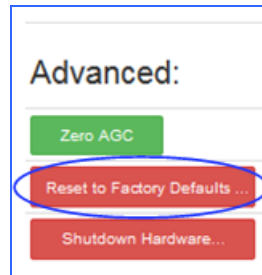 Advanced:
Zero AGC
Reset to Factory Defaults ...
Shutdown Hardware...